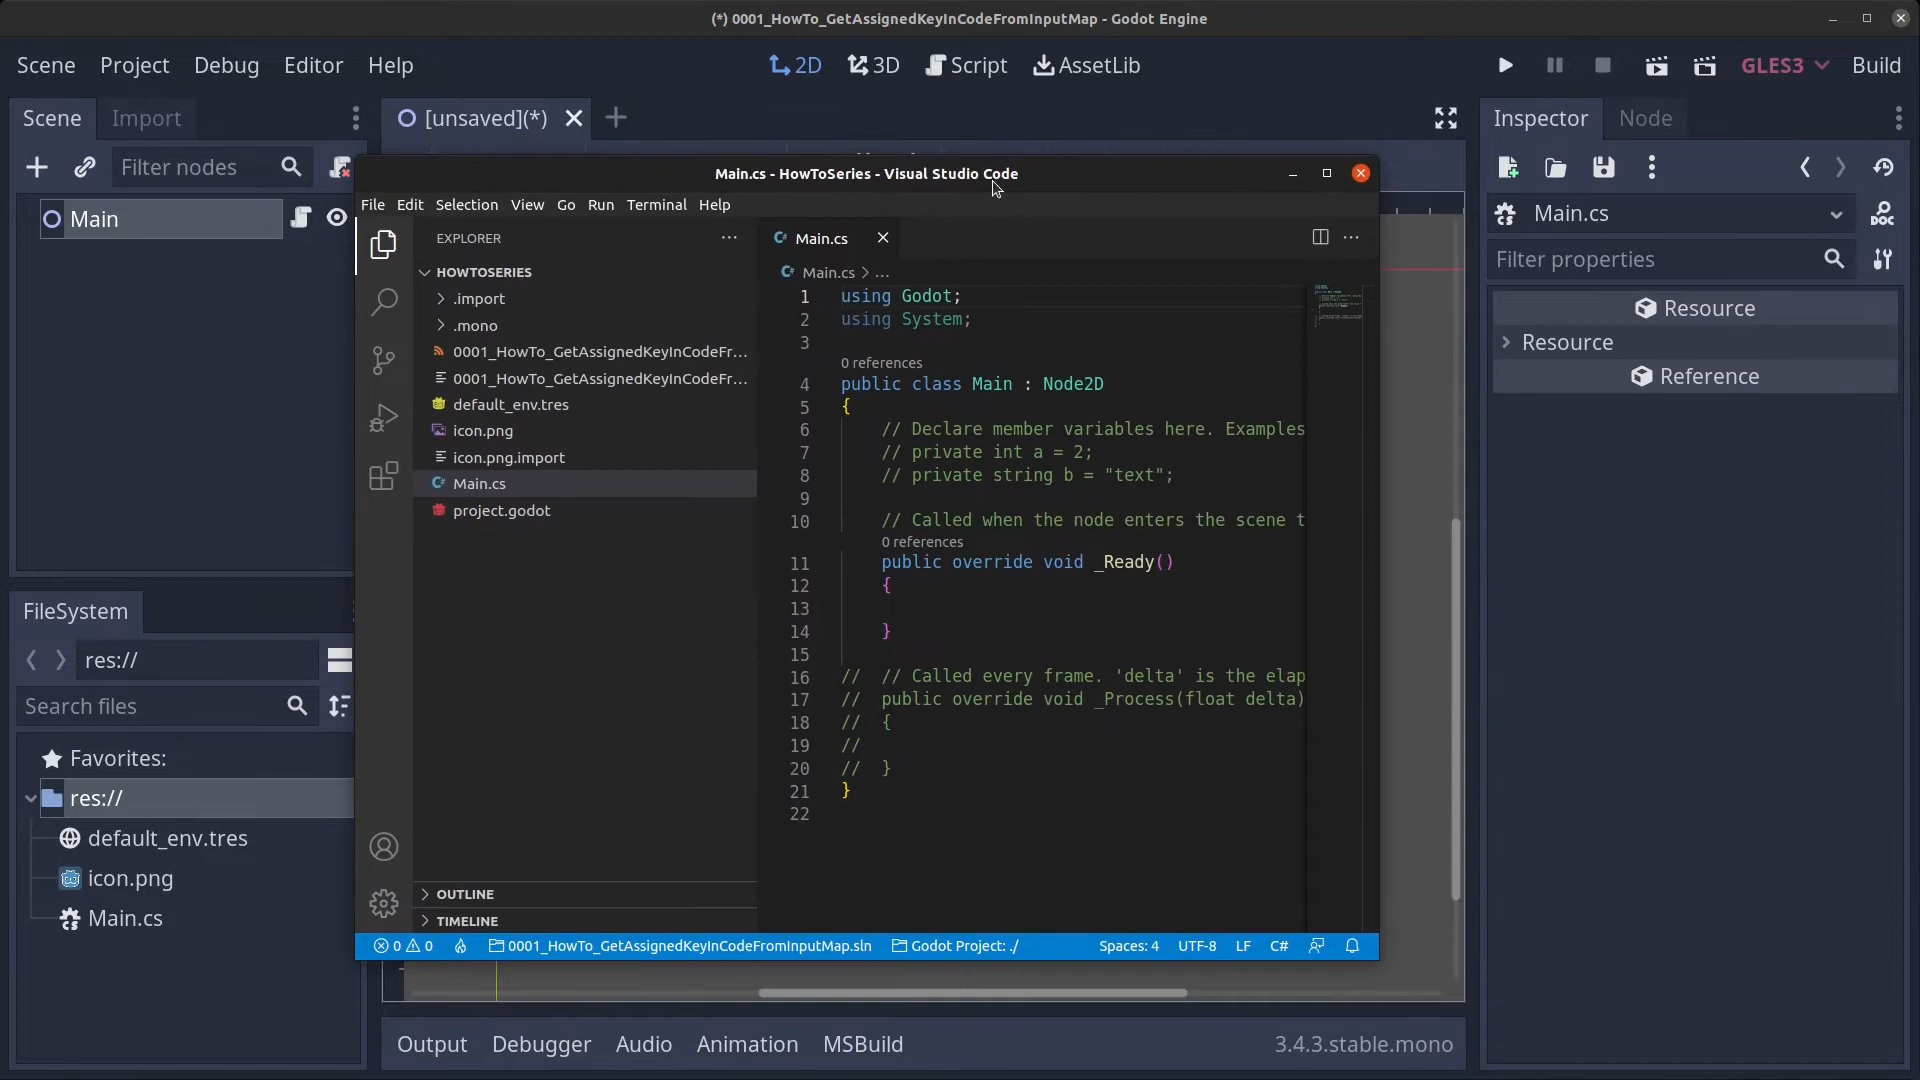 (*) 0001_HowTo_GetAssignedKeyInCodeFromInputMap - Godot Engine
Scene Project Debug Editor Help
2D 3D Script AssetLib
GLES3 Build
Scene Import
[unsaved](*)
Inspector Node
Filter nodes
Main
Main.cs
Filter properties
Resource
Resource
Reference
Main.cs - HowToSeries - Visual Studio Code
File Edit Selection View Go Run Terminal Help
EXPLORER
HOWTOSERIES
.import
.mono
0001_HowTo_GetAssignedKeyInCodeFr...
0001_HowTo_GetAssignedKeyInCodeFr...
default_env.tres
icon.png
icon.png.import
Main.cs
project.godot
OUTLINE
TIMELINE
Main.cs
Main.cs > ...
1 using Godot;
2 using System;
3
0 references
4 public class Main : Node2D
5 {
6 // Declare member variables here. Examples
7 // private int a = 2;
8 // private string b = "text";
9
10 // Called when the node enters the scene t
0 references
11 public override void _Ready()
12 {
13
14 }
15
16 // // Called every frame. 'delta' is the elap
17 // public override void _Process(float delta)
18 // {
19 //
20 // }
21 }
22
0 0 0001_HowTo_GetAssignedKeyInCodeFromInputMap.sln Godot Project: ./ Spaces: 4 UTF-8 LF C#
FileSystem
res://
Search files
Favorites:
res://
default_env.tres
icon.png
Main.cs
Output Debugger Audio Animation MSBuild
3.4.3.stable.mono